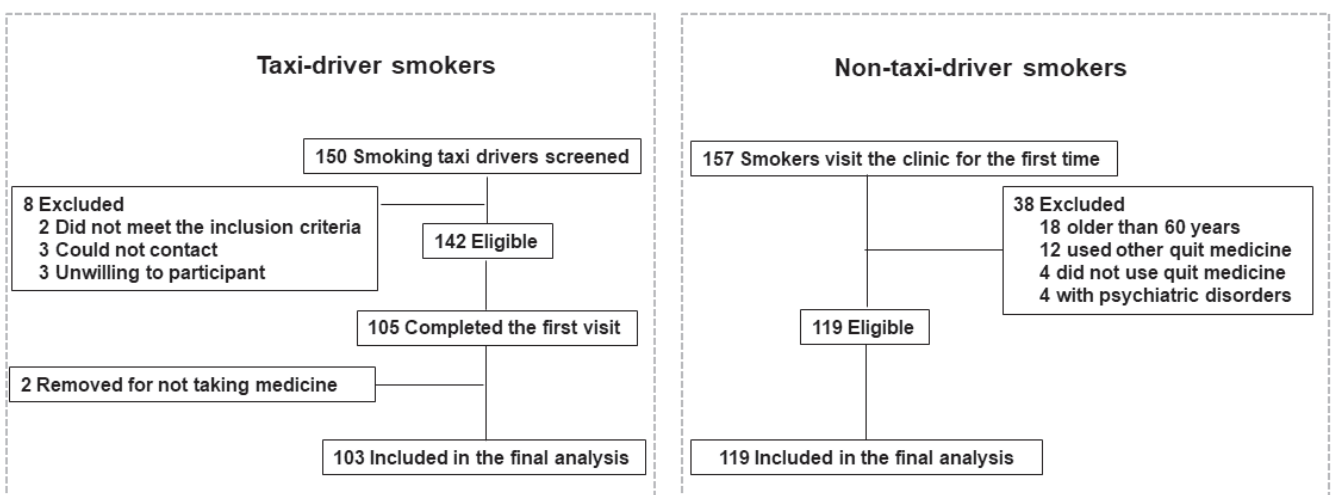 Taxi-driver smokers
150 Smoking taxi drivers screened
8 Excluded
2 Did not meet the inclusion criteria
3 Could not contact
3 Unwilling to participant
142 Eligible
105 Completed the first visit
2 Removed for not taking medicine
103 Included in the final analysis
Non-taxi-driver smokers
157 Smokers visit the clinic for the first time
38 Excluded
18 older than 60 years
12 used other quit medicine
4 did not use quit medicine
4 with psychiatric disorders
119 Eligible
119 Included in the final analysis